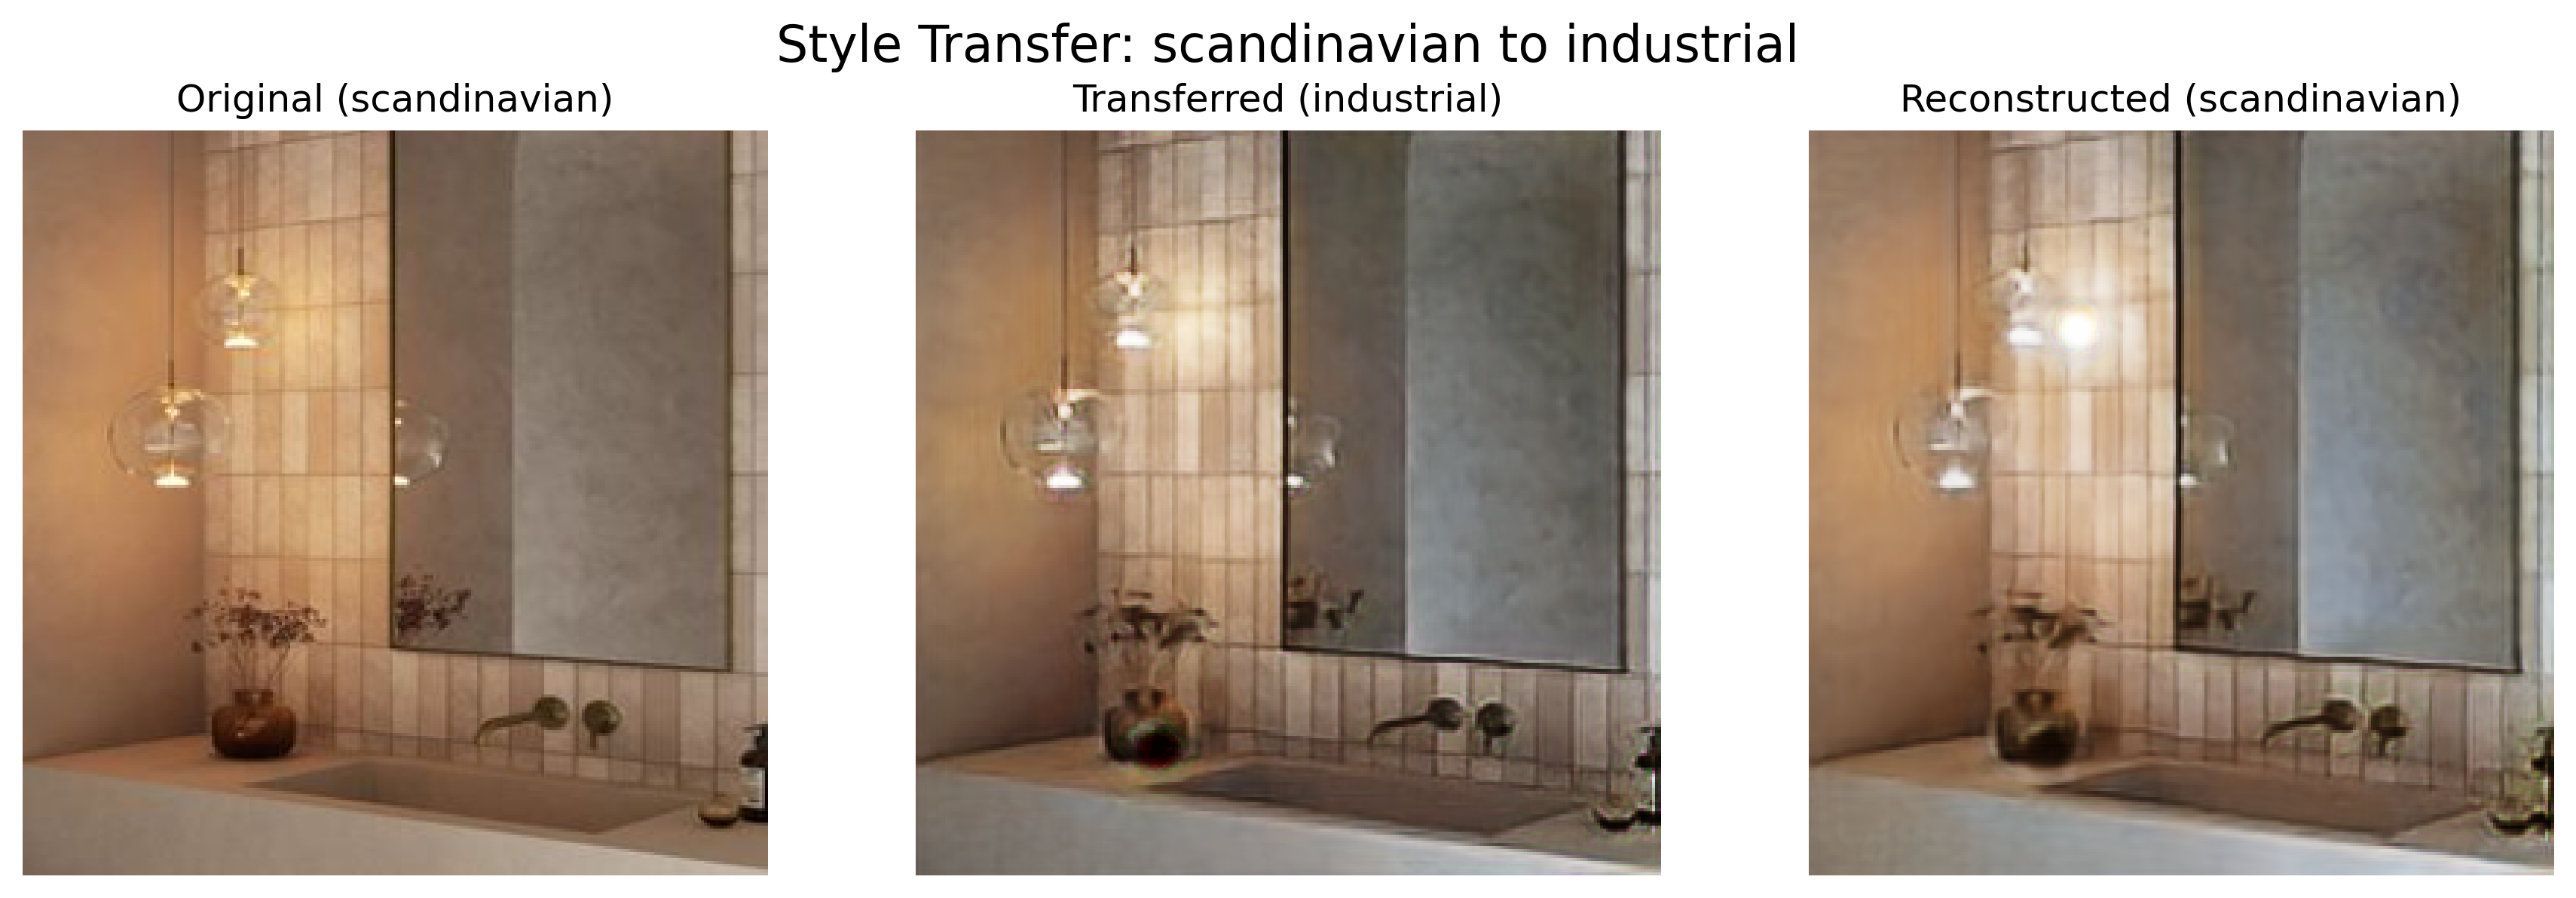 Style Transfer: scandinavian to industrial
Original (scandinavian)
Transferred (industrial)
Reconstructed (scandinavian)